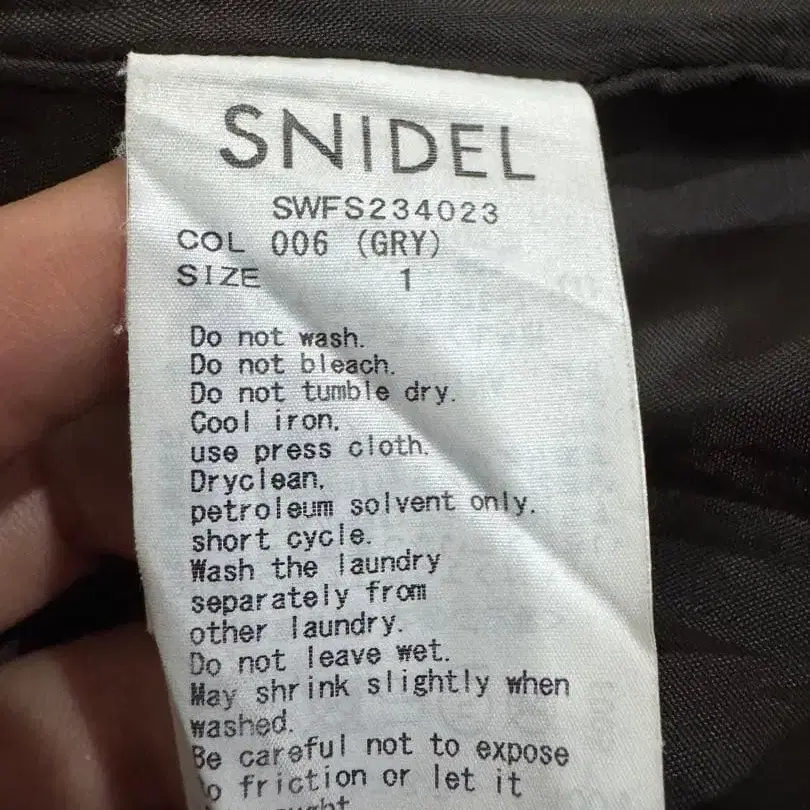 SNIDEL
SWFS234023
COL 006 (GRY)
SIZE 1
Do not wash.
Do not bleach.
Do not tumble dry.
Cool iron.
use press cloth.
Dryclean,
petroleum solvent only.
short cycle.
Wash the laundry
separately from
other laundry.
Do not leave wet.
May shrink slightly when
washed.
Be careful not to expose
to friction or let it